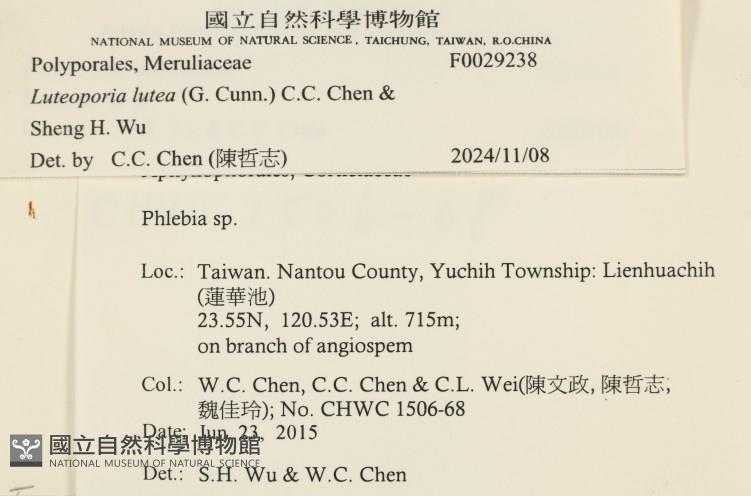 國立自然科學博物館
NATIONAL MUSEUM OF NATURAL SCIENCE, TAICHUNG, TAIWAN, R.O.CHINA
Polyporales, Meruliaceae F0029238
Luteoporia lutea (G. Cunn.) C.C. Chen &
Sheng H. Wu
Det. by C.C. Chen (陳哲志) 2024/11/08
Phlebia sp.
Loc.: Taiwan. Nantou County, Yuchih Township: Lienhuachih
(蓮華池)
23.55N, 120.53E; alt. 715m;
on branch of angiospem
Col.: W.C. Chen, C.C. Chen & C.L. Wei(陳文政, 陳哲志,
魏佳玲); No. CHWC 1506-68
Date: Jun 23, 2015
國立自然科學博物館
NATIONAL MUSEUM OF NATURAL SCIENCE
Det.: S.H. Wu & W.C. Chen